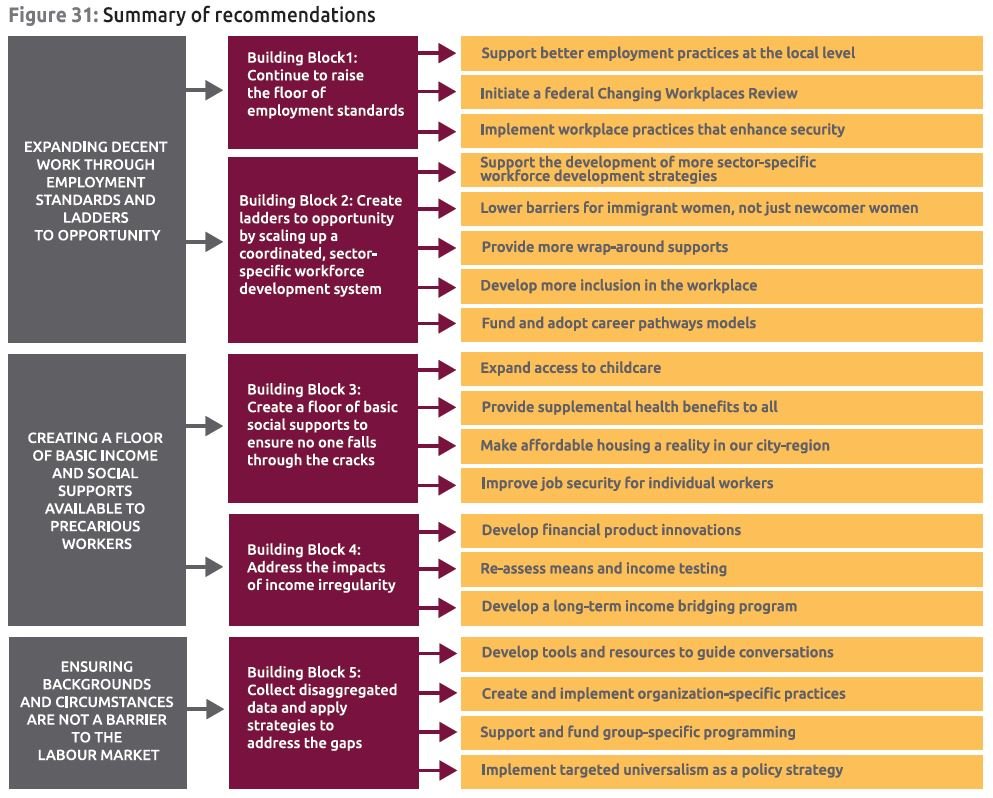 Figure 31: Summary of recommendations
EXPANDING DECENT
WORK THROUGH
EMPLOYMENT
STANDARDS AND
LADDERS
TO OPPORTUNITY
Building Block1:
Continue to raise
the floor of
employment standards
Support better employment practices at the local level
Initiate a federal Changing Workplaces Review
Implement workplace practices that enhance security
Building Block 2: Create
ladders to opportunity
by scaling up a
coordinated, sector-
specific workforce
development system
Support the development of more sector-specific
workforce development strategies
Lower barriers for immigrant women, not just newcomer women
Provide more wrap-around supports
Develop more inclusion in the workplace
Fund and adopt career pathways models
CREATING A FLOOR
OF BASIC INCOME
AND SOCIAL
SUPPORTS
AVAILABLE TO
PRECARIOUS
WORKERS
Building Block 3:
Create a floor of basic
social supports to
ensure no one falls
through the cracks
Expand access to childcare
Provide supplemental health benefits to all
Make affordable housing a reality in our city-region
Improve job security for individual workers
Building Block 4:
Address the impacts
of income irregularity
Develop financial product innovations
Re-assess means and income testing
Develop a long-term income bridging program
ENSURING
BACKGROUNDS
AND CIRCUMSTANCES
ARE NOT A BARRIER
TO THE
LABOUR MARKET
Building Block 5:
Collect disaggregated
data and apply
strategies to
address the gaps
Develop tools and resources to guide conversations
Create and implement organization-specific practices
Support and fund group-specific programming
Implement targeted universalism as a policy strategy